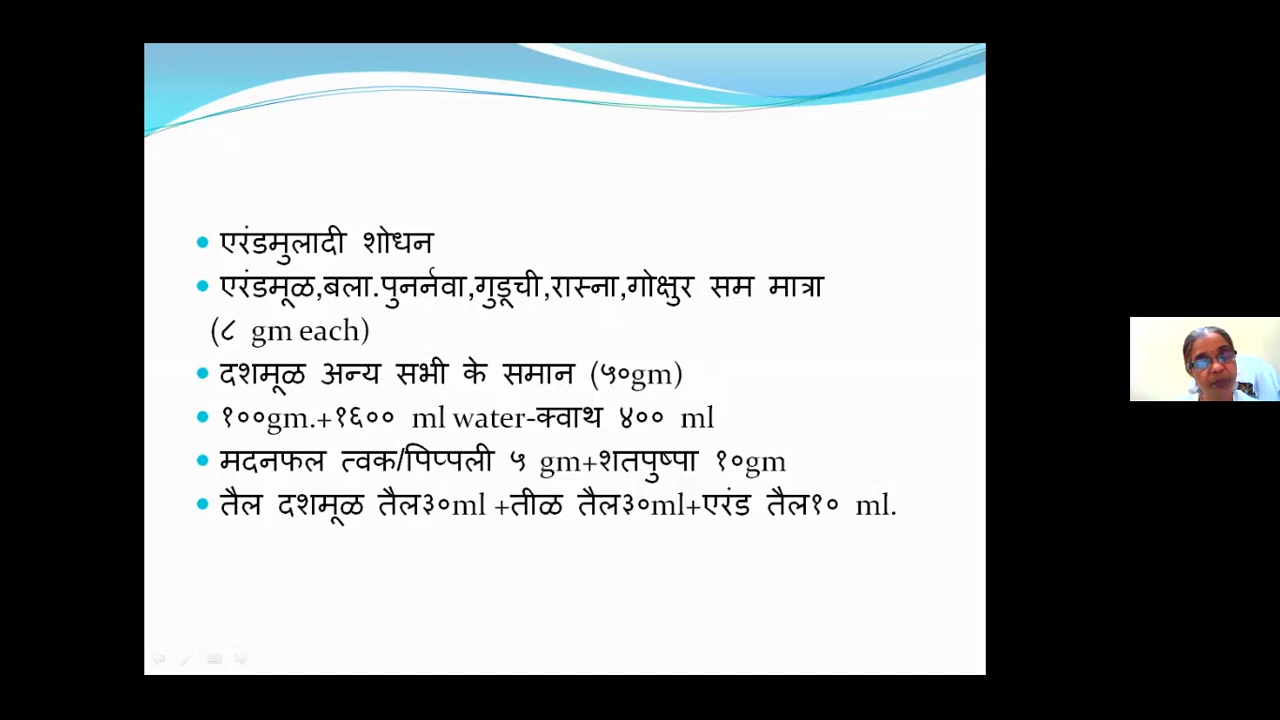 एरंडमुलादी शोधन
एरंडमूळ,बला.पुनर्नवा,गुडूची,रास्ना,गोक्षुर सम मात्रा
(८ gm each)
दशमूळ अन्य सभी के समान (५०gm)
१००gm.+१६०० ml water-क्वाथ ४०० ml
मदनफल त्वक/पिप्पली ५ gm+शतपुष्पा १०gm
तैल दशमूळ तैल३०ml +तीळ तैल३०ml+एरंड तैल१० ml.